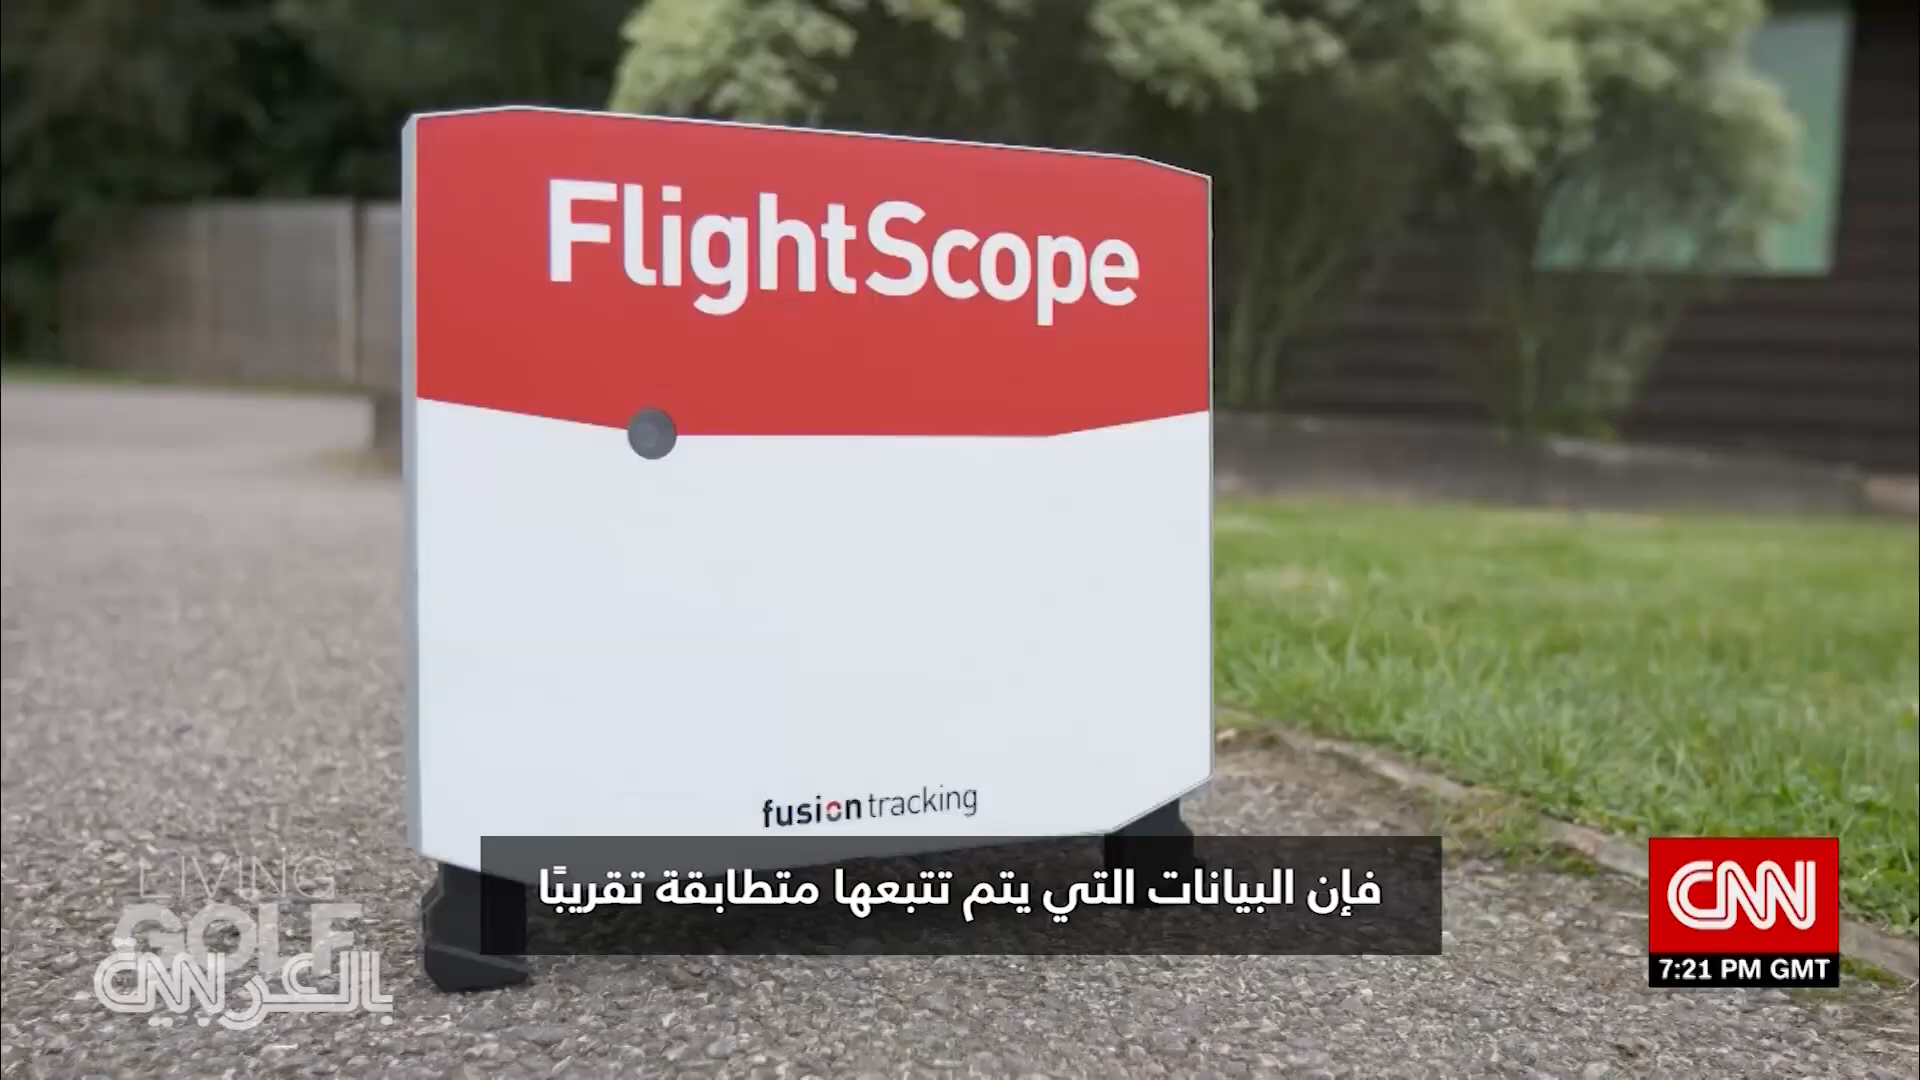 FlightScope
fusion tracking
فإن البيانات التي يتم تتبعها متطابقة تقريبًا
LIVING
GOLF
CNN بالعربية
CNN
7:21 PM GMT